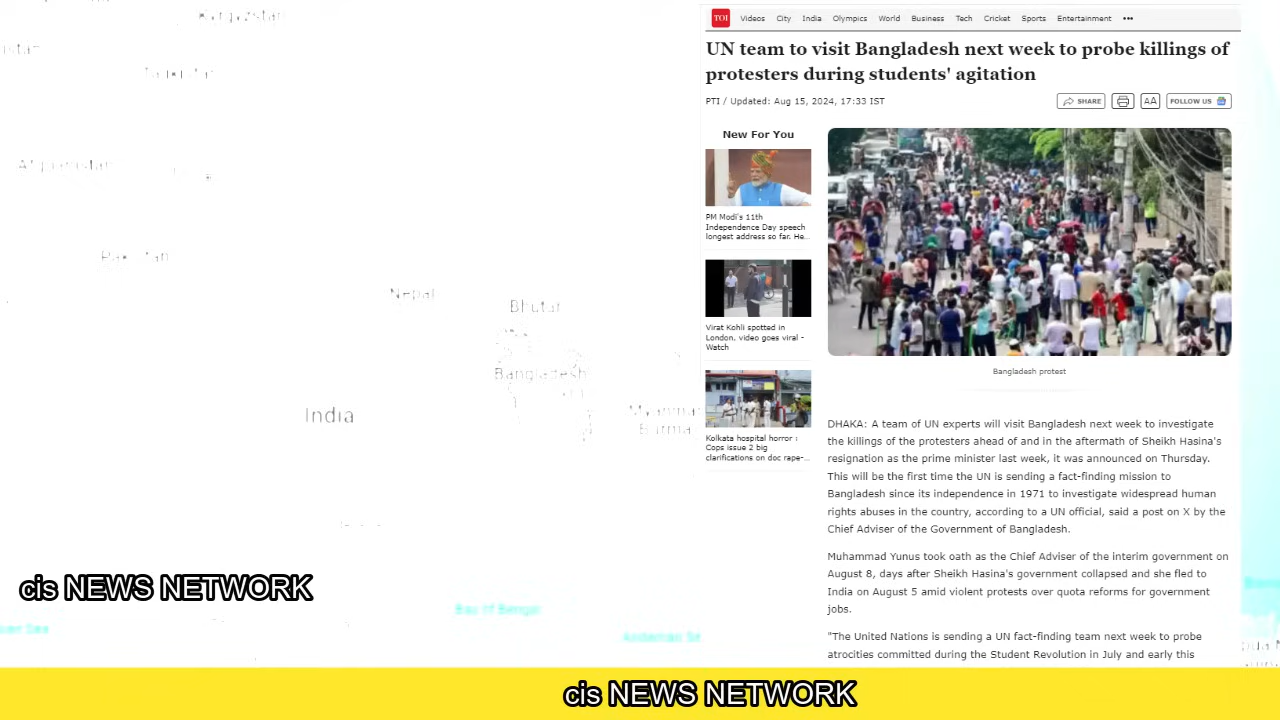 Kyrgyzstan
Tajikistan
Afghanistan
Pakistan
Nepal
Bhutan
Bangladesh
India
Myanmar
Burma
cis NEWS NETWORK
Bay of Bengal
Andaman Se
TOI Videos City India Olympics World Business Tech Cricket Sports Entertainment •••
UN team to visit Bangladesh next week to probe killings of
protesters during students' agitation
PTI / Updated: Aug 15, 2024, 17:33 IST
SHARE AA FOLLOW US
New For You
PM Modi's 11th
Independence Day speech
longest address so far. He...
Virat Kohli spotted in
London, video goes viral -
Watch
Kolkata hospital horror :
Cops issue 2 big
clarifications on doc rape-...
Bangladesh protest
DHAKA: A team of UN experts will visit Bangladesh next week to investigate
the killings of the protesters ahead of and in the aftermath of Sheikh Hasina's
resignation as the prime minister last week, it was announced on Thursday.
This will be the first time the UN is sending a fact-finding mission to
Bangladesh since its independence in 1971 to investigate widespread human
rights abuses in the country, according to a UN official, said a post on X by the
Chief Adviser of the Government of Bangladesh.
Muhammad Yunus took oath as the Chief Adviser of the interim government on
August 8, days after Sheikh Hasina's government collapsed and she fled to
India on August 5 amid violent protests over quota reforms for government
jobs.
"The United Nations is sending a UN fact-finding team next week to probe
atrocities committed during the Student Revolution in July and early this
cis NEWS NETWORK